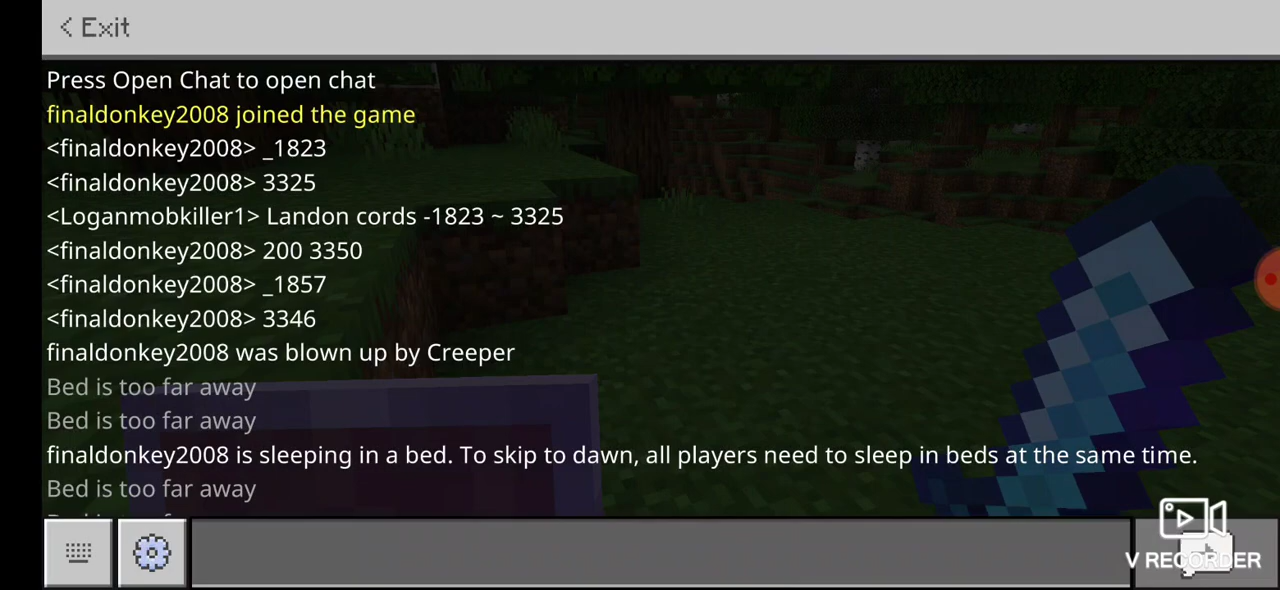 < Exit
Press Open Chat to open chat
finaldonkey2008 joined the game
<finaldonkey2008> _1823
<finaldonkey2008> 3325
<Loganmobkiller1> Landon cords -1823 ~ 3325
<finaldonkey2008> 200 3350
<finaldonkey2008> _1857
<finaldonkey2008> 3346
finaldonkey2008 was blown up by Creeper
Bed is too far away
Bed is too far away
finaldonkey2008 is sleeping in a bed. To skip to dawn, all players need to sleep in beds at the same time.
Bed is too far away
V RECORDER